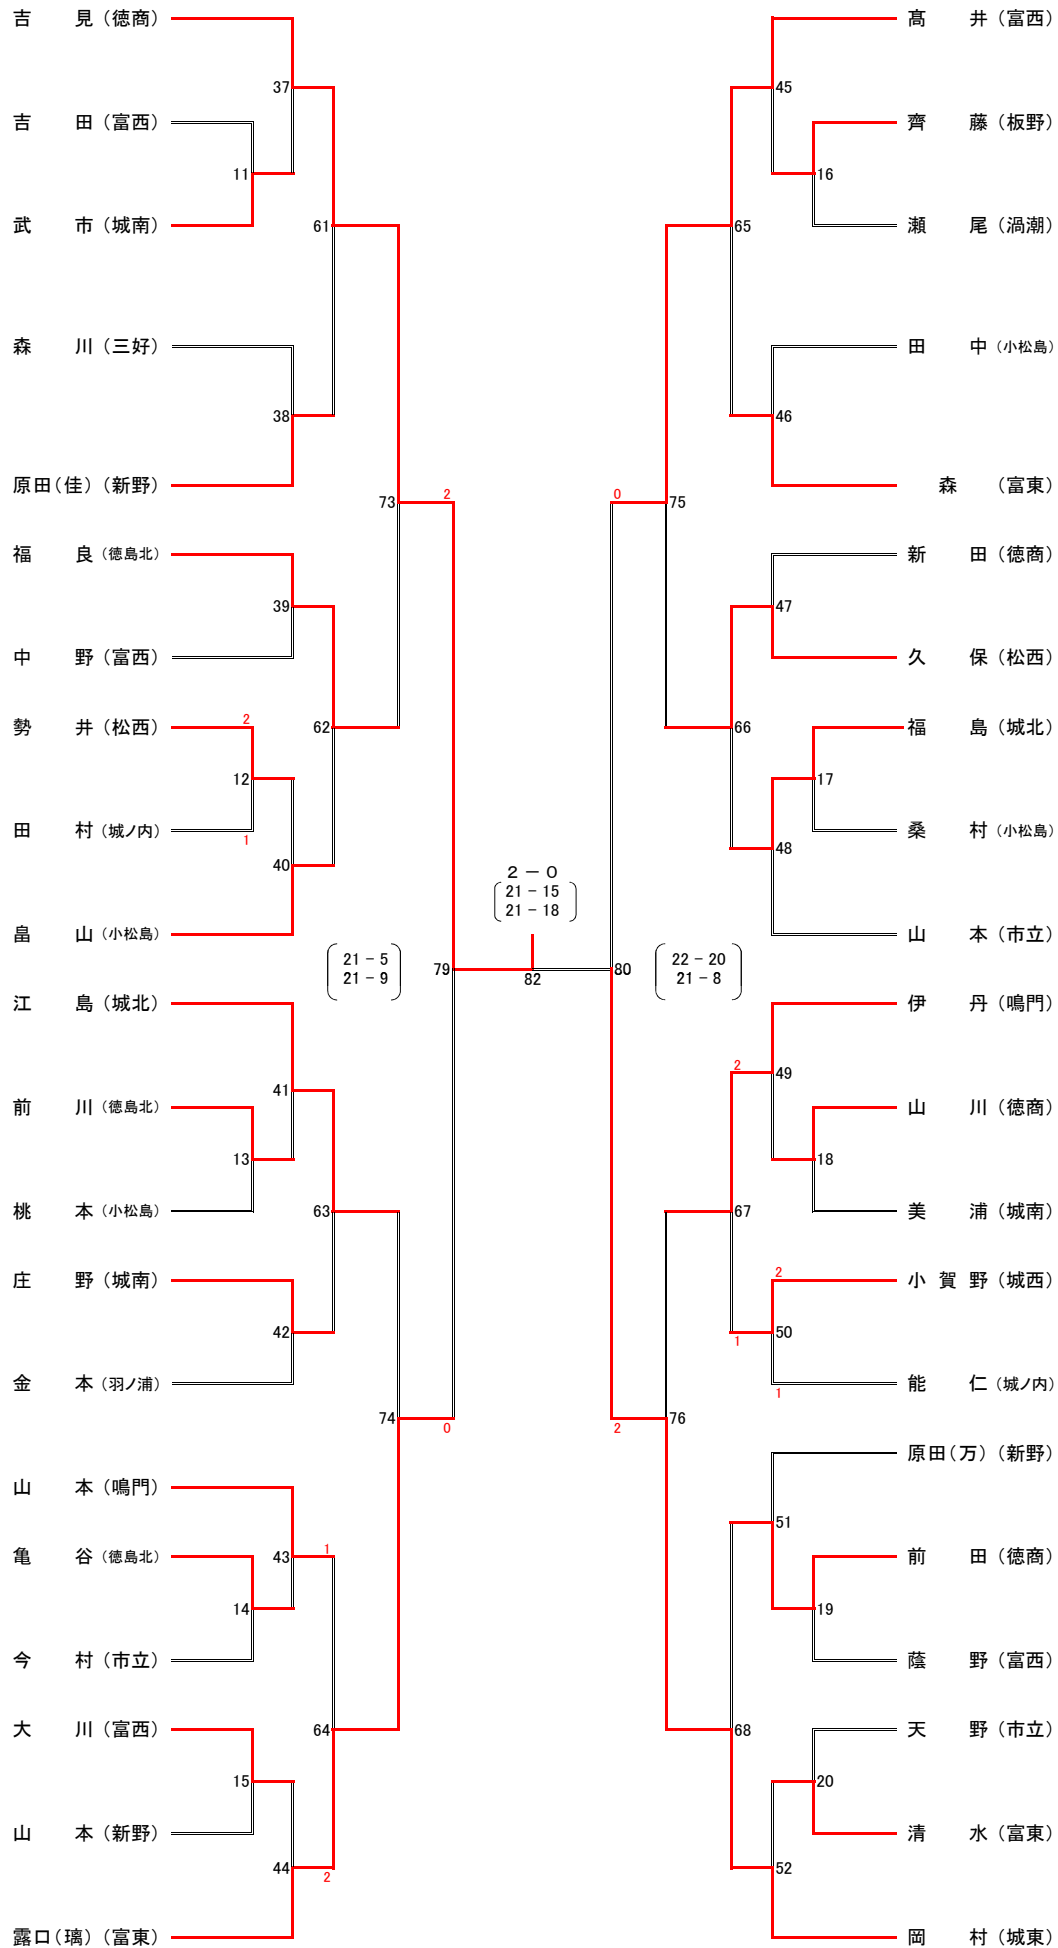 吉見（徳商）
37
吉田（富西）
11
武市（城南）
61
森川（三好）
38
原田（佳）（新野）
73
2
福良（徳島北）
39
中野（富西）
勢井（松西）
2
62
12
田村（城ノ内）
1
40
畠山（小松島）
21－5
21－9
79
江島（城北）
41
前川（徳島北）
13
桃本（小松島）
63
庄野（城南）
42
金本（羽ノ浦）
74
0
山本（鳴門）
亀谷（徳島北）
43
1
14
今村（市立）
大川（富西）
64
15
山本（新野）
44
2
露口（璃）（富東）
2－0
21－15
21－18
82
髙井（富西）
45
齊藤（板野）
16
瀬尾（渦潮）
65
田中（小松島）
46
森（富東）
0
75
新田（徳商）
47
久保（松西）
福島（城北）
66
17
桑村（小松島）
48
山本（市立）
80
22－20
21－8
伊丹（鳴門）
2
49
山川（徳商）
18
美浦（城南）
67
小賀野（城西）
2
50
1
能仁（城ノ内）
1
76
2
原田（万）（新野）
51
前田（徳商）
19
蔭野（富西）
天野（市立）
68
20
清水（富東）
52
岡村（城東）